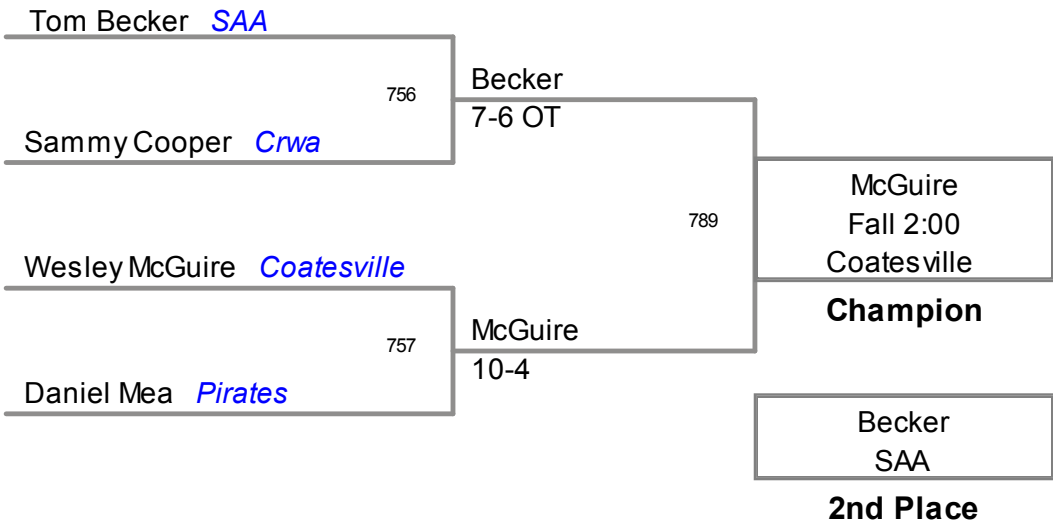 Tom Becker SAA
756
Becker
7-6 OT
Sammy Cooper Crwa
789
McGuire
Fall 2:00
Coatesville
Champion
Wesley McGuire Coatesville
757
McGuire
10-4
Daniel Mea Pirates
Becker
SAA
2nd Place